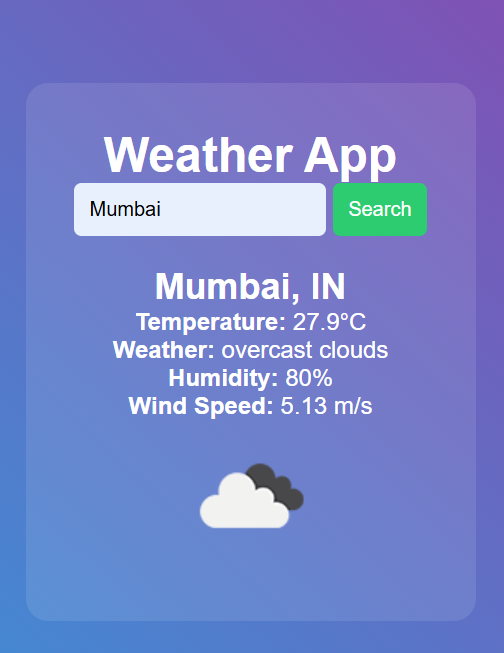 Weather App
Mumbai Search
Mumbai, IN
Temperature: 27.9°C
Weather: overcast clouds
Humidity: 80%
Wind Speed: 5.13 m/s